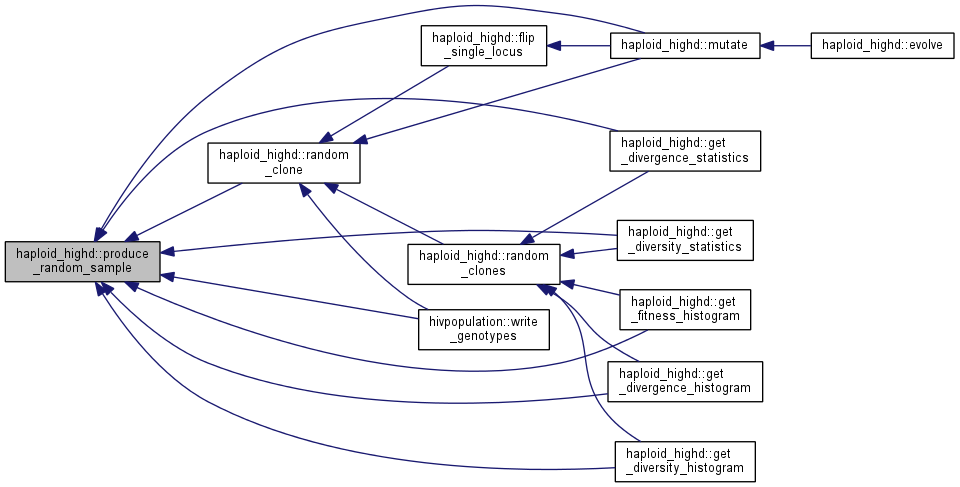 haploid_highd::flip
_single_locus
haploid_highd::mutate
haploid_highd::evolve
haploid_highd::random
_clone
haploid_highd::get
_divergence_statistics
haploid_highd::produce
_random_sample
haploid_highd::get
_diversity_statistics
haploid_highd::random
_clones
haploid_highd::get
_fitness_histogram
hivpopulation::write
_genotypes
haploid_highd::get
_divergence_histogram
haploid_highd::get
_diversity_histogram